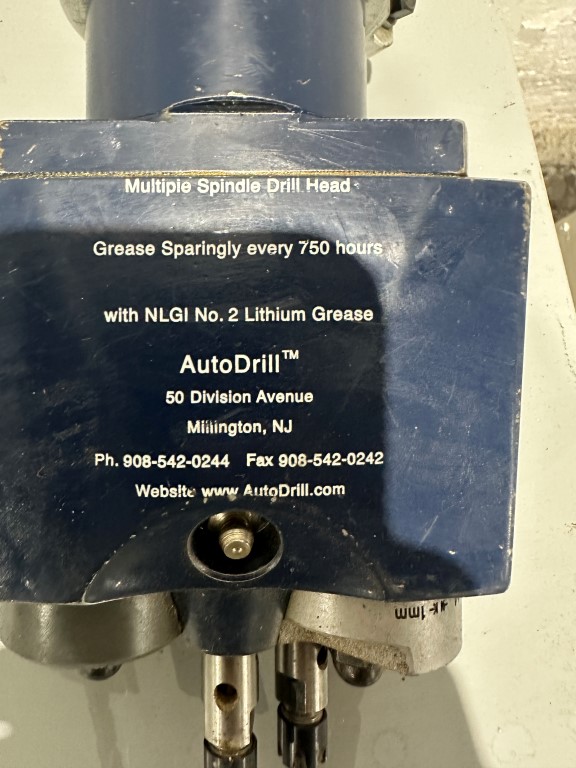 Multiple Spindle Drill Head
Grease Sparingly every 750 hours
with NLGI No. 2 Lithium Grease
AutoDrill™
50 Division Avenue
Millington, NJ
Ph. 908-542-0244 Fax 908-542-0242
Website www.AutoDrill.com
1mm